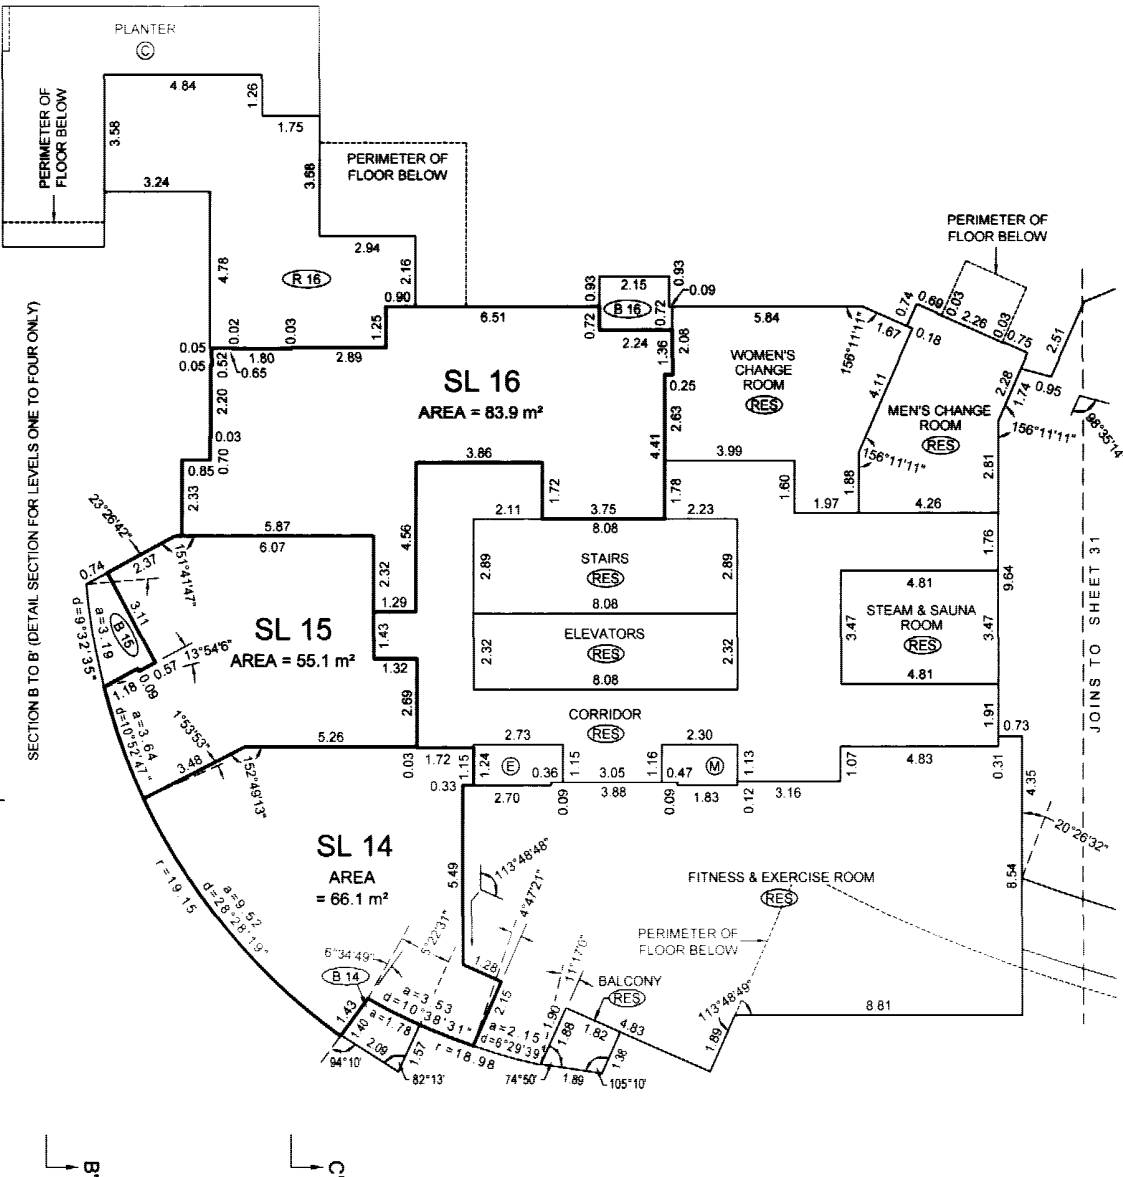 PLANTER
C
4.84
1.26
1.75
3.58
PERIMETER OF
FLOOR BELOW
3.24
3.68
PERIMETER OF
FLOOR BELOW
2.94
2.16
R 16
4.78
0.90
1.25
0.02
0.03
0.05
0.05
0.52
1.80
0.65
2.89
2.20
0.03
0.70
0.85
2.33
6.51
0.93
2.15
0.93
0.09
B 16
0.72
0.72
2.24
2.08
1.36
0.25
2.63
4.41
1.78
SL 16
AREA = 83.9 m²
3.86
1.72
3.75
4.56
5.84
156°11'11"
1.67
0.74
0.69
0.03
2.26
0.03
0.75
0.18
PERIMETER OF
FLOOR BELOW
2.51
0.95
2.28
1.74
98°35'14
156°11'11"
WOMEN'S
CHANGE
ROOM
RES
4.11
MEN'S CHANGE
ROOM
RES
156°11'11"
2.81
3.99
1.60
1.97
1.88
4.26
SECTION B TO B' (DETAIL SECTION FOR LEVELS ONE TO FOUR ONLY)
23°26'42"
5.87
6.07
151°41'47"
0.74
2.37
3.11
B 15
a=3.19
d=9°32'35"
13°54'6"
0.57
0.09
1.18
2.32
1.29
1.43
1.32
2.69
SL 15
AREA = 55.1 m²
2.11
8.08
2.23
2.89
STAIRS
RES
2.89
8.08
2.32
ELEVATORS
RES
2.32
8.08
1.76
9.64
4.81
3.47
STEAM & SAUNA
ROOM
RES
3.47
4.81
1.91
0.73
JOINS TO SHEET 31
a=3.64
d=10°52'47"
1°53'53"
3.48
152°49'13"
5.26
0.03
1.72
1.15
0.33
CORRIDOR
RES
2.73
1.24
E
0.36
1.15
2.70
0.09
3.05
3.88
1.16
2.30
0.47
M
0.09
1.83
1.13
0.12
3.16
1.07
4.83
0.31
4.35
20°26'32"
8.54
SL 14
AREA
= 66.1 m²
5.49
113°48'48"
4°47'21"
5°22'31"
1.28
2.15
r=19.15
a=9.52
d=28°28'19"
6°34'49"
B 14
a=3.53
d=10°38'31"
1.43
1.40
a=1.78
2.09
1.57
94°10'
82°13'
r=18.98
a=2.15
d=6°29'39"
11°17'0"
BALCONY
RES
1.90
1.88
1.82
4.83
1.38
74°50'
1.89
105°10'
FITNESS & EXERCISE ROOM
RES
PERIMETER OF
FLOOR BELOW
113°48'49"
1.89
8.81
B'
C'